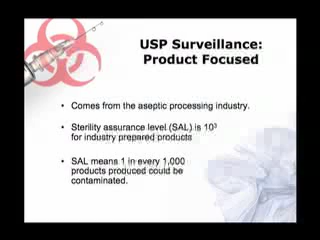 USP Surveillance:
Product Focused
• Comes from the aseptic processing industry.
• Sterility assurance level (SAL) is 10³
for industry prepared products
• SAL means 1 in every 1,000
products produced could be
contaminated.